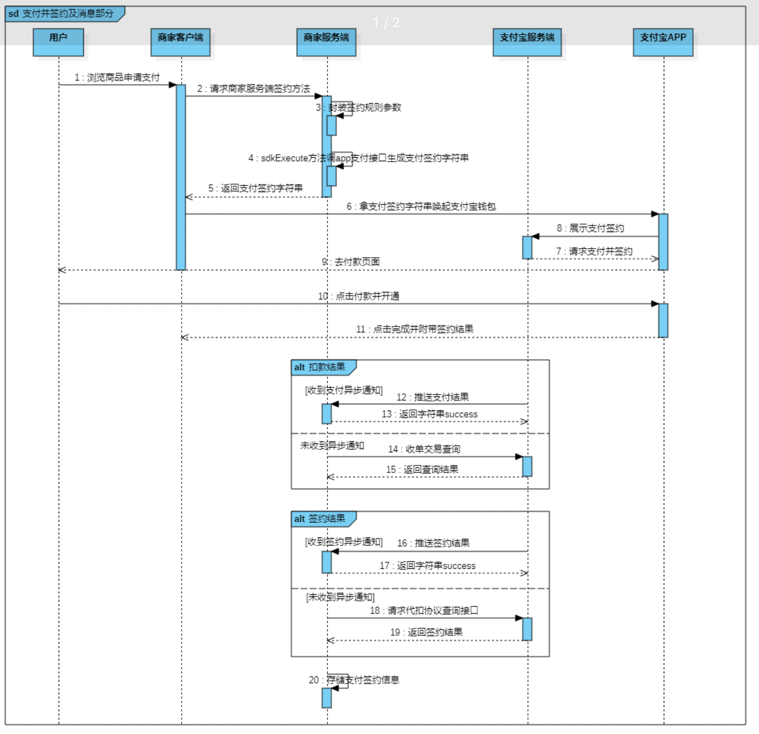 sd 支付并签约及消息部分
1 / 2
用户
商家客户端
商家服务端
支付宝服务端
支付宝APP
1 : 浏览商品申请支付
2 : 请求商家服务端签约方法
3 : 封装签约规则参数
4 : sdkExecute方法调app支付接口生成支付签约字符串
5 : 返回支付签约字符串
6 : 拿支付签约字符串唤起支付宝钱包
8 : 展示支付签约
7 : 请求支付并签约
9 : 去付款页面
10 : 点击付款并开通
11 : 点击完成并附带签约结果
alt 扣款结果
[收到支付异步通知]
12 : 推送支付结果
13 : 返回字符串success
未收到异步通知
14 : 收单交易查询
15 : 返回查询结果
alt 签约结果
[收到签约异步通知]
16 : 推送签约结果
17 : 返回字符串success
[未收到异步通知]
18 : 请求代扣协议查询接口
19 : 返回签约结果
20 : 存储支付签约信息